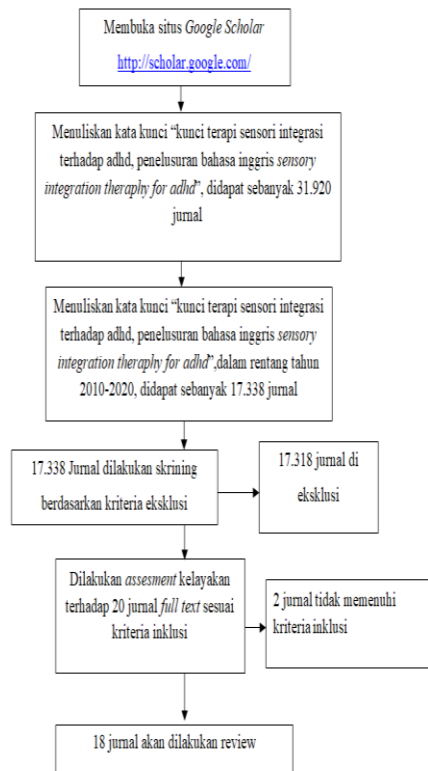 Membuka situs Google Scholar
http://scholar.google.com/
Menuliskan kata kunci “kunci terapi sensori integrasi
terhadap adhd, penelusuran bahasa inggris sensory
integration theraphy for adhd”, didapat sebanyak 31.920
jurnal
Menuliskan kata kunci “kunci terapi sensori integrasi
terhadap adhd, penelusuran bahasa inggris sensory
integration theraphy for adhd”,dalam rentang tahun
2010-2020, didapat sebanyak 17.338 jurnal
17.338 Jurnal dilakukan skrining
berdasarkan kriteria eksklusi
17.318 jurnal di
eksklusi
Dilakukan assesment kelayakan
terhadap 20 jurnal full text sesuai
kriteria inklusi
2 jurnal tidak memenuhi
kriteria inklusi
18 jurnal akan dilakukan review